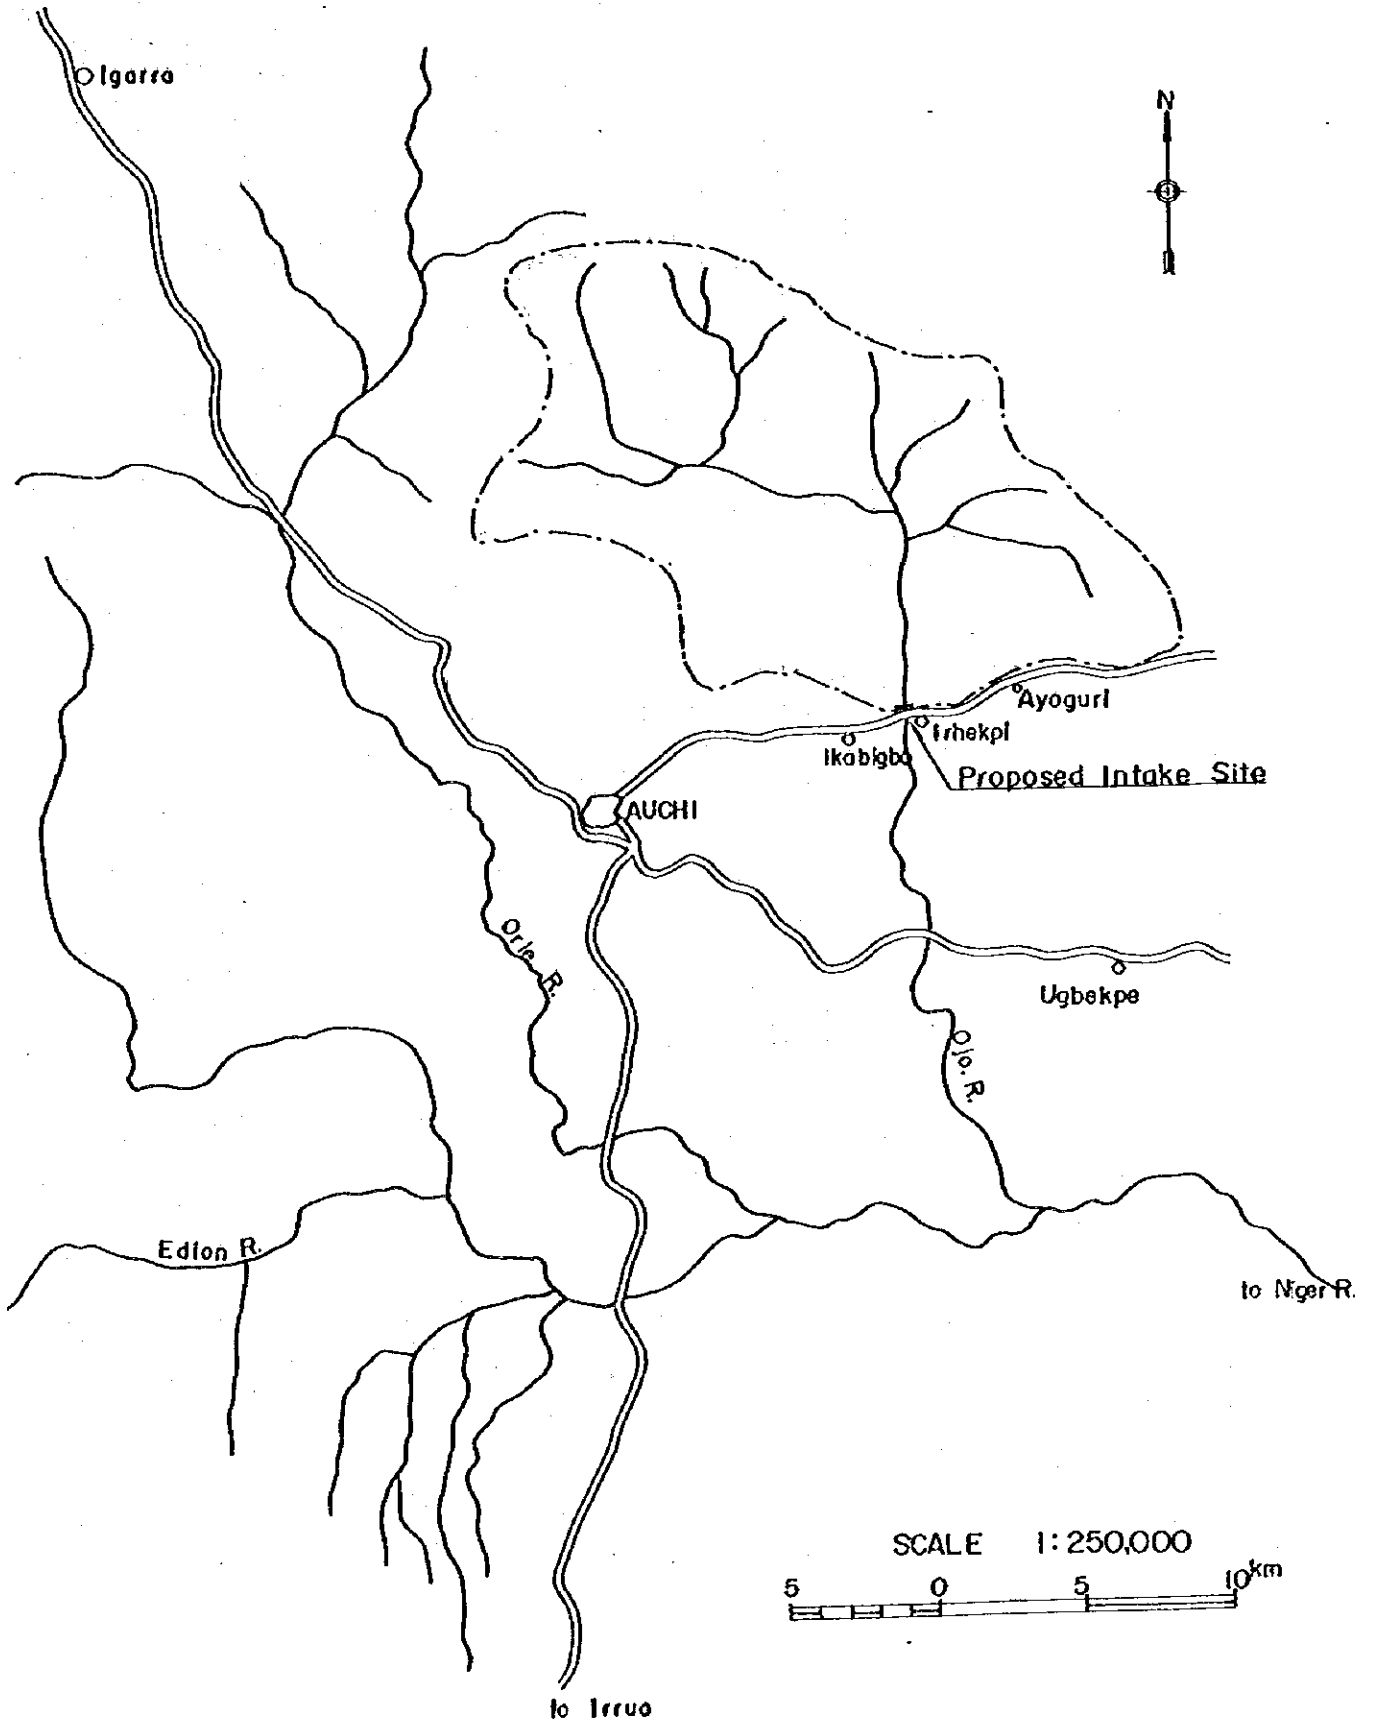 Igarra
N
Ayoguri
Irhekpi
Ikabigbo
Proposed Intake Site
AUCHI
Orle R.
Ugbekpe
Ojo. R.
Edion R.
to Niger R.
SCALE 1:250,000
5 0 5 10km
to Irrua